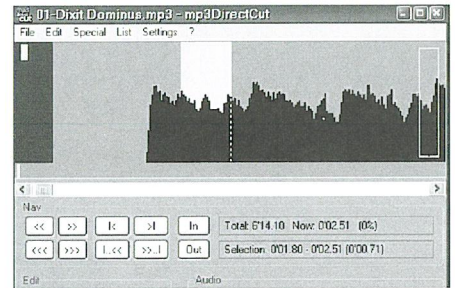 01-Dixit Dominus.mp3 - mp3DirectCut
File Edit Special List Settings ?
Nav
<< >> |< >| In Total: 6'14.10 Now: 0'02.51 (0%)
<<< >>> |..<< >>..| Out Selection: 0'01.80 - 0'02.51 (0'00.71)
Edit Audio